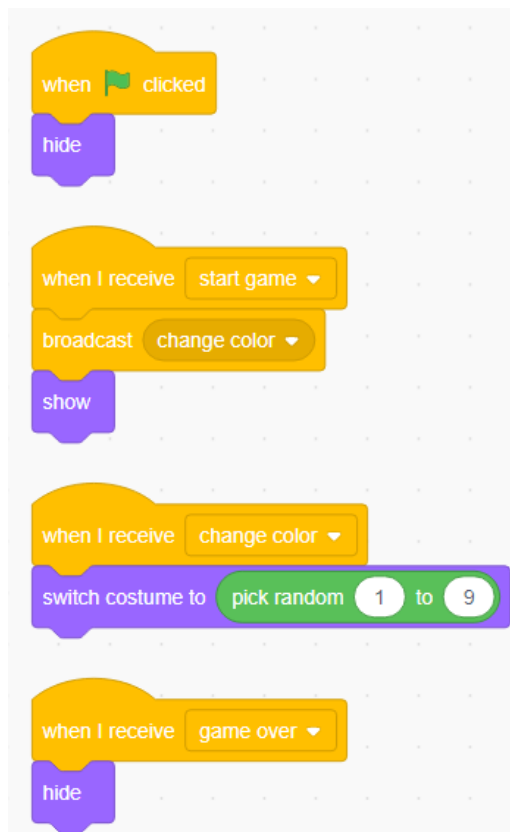 when clicked
hide
when I receive start game
broadcast change color
show
when I receive change color
switch costume to pick random 1 to 9
when I receive game over
hide